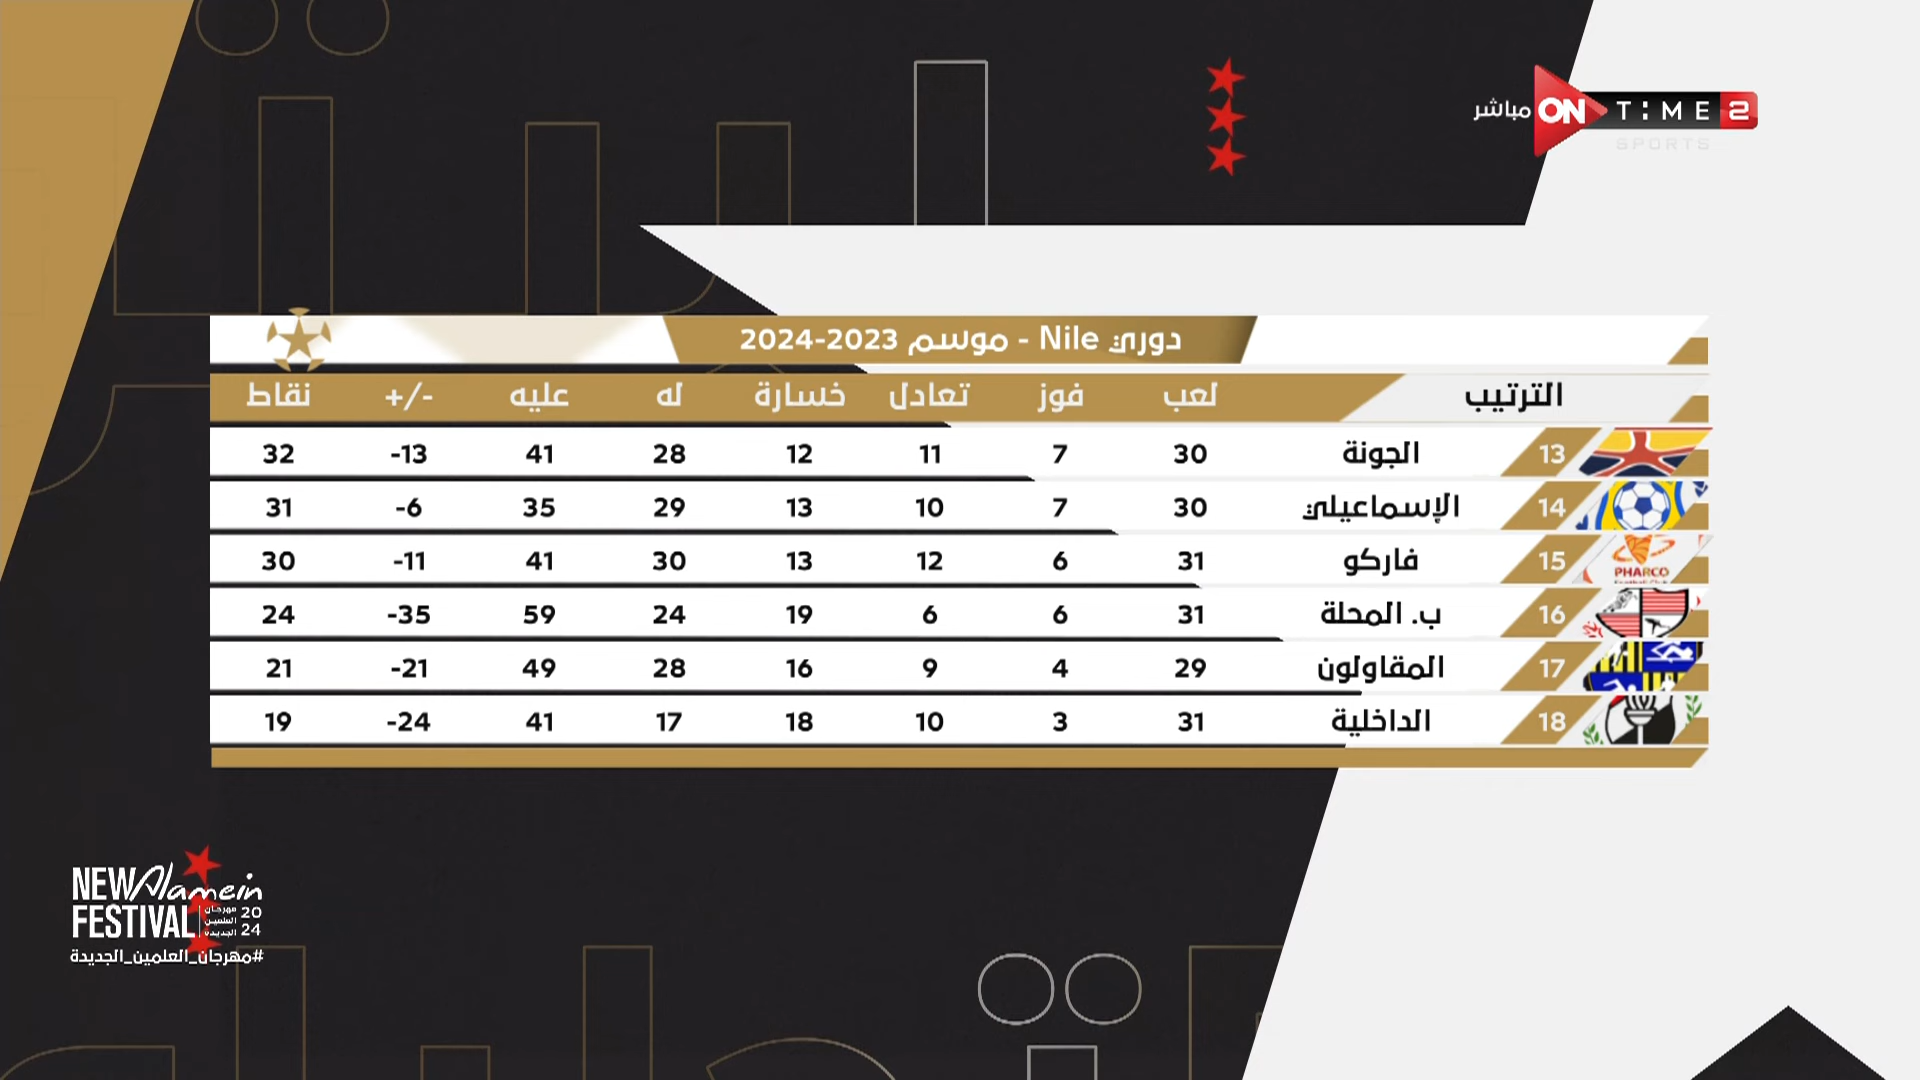 مباشر ON TIME 2
SPORTS
دوري Nile - موسم 2023-2024
الترتيب لعب فوز تعادل خسارة له عليه +/- نقاط
13 الجونة 30 7 11 12 28 41 -13 32
14 الإسماعيلي 30 7 10 13 29 35 -6 31
15 فاركو 31 6 12 13 30 41 -11 30
PHARCO
16 ب. المحلة 31 6 6 19 24 59 -35 24
17 المقاولون 29 4 9 16 28 49 -21 21
18 الداخلية 31 3 10 18 17 41 -24 19
NEW Alamein
FESTIVAL
مهرجان
العلمين
الجديدة
20
24
#مهرجان_العلمين_الجديدة